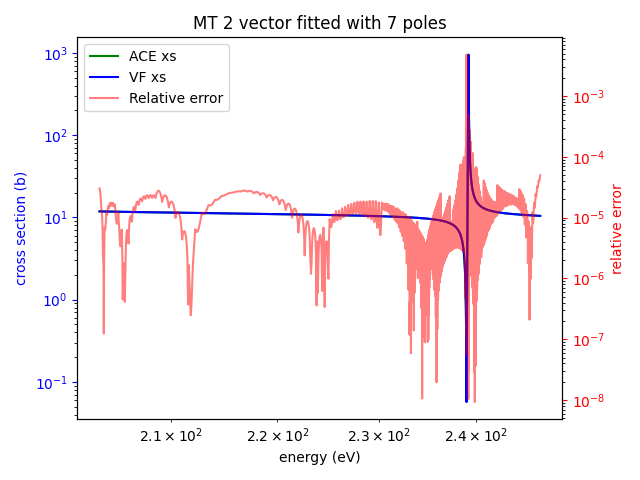 MT 2 vector fitted with 7 poles
ACE xs
VF xs
Relative error
10³
10²
10¹
10⁰
10⁻¹
cross section (b)
10⁻³
10⁻⁴
10⁻⁵
10⁻⁶
10⁻⁷
10⁻⁸
relative error
2.1 × 10² 2.2 × 10² 2.3 × 10² 2.4 × 10²
energy (eV)